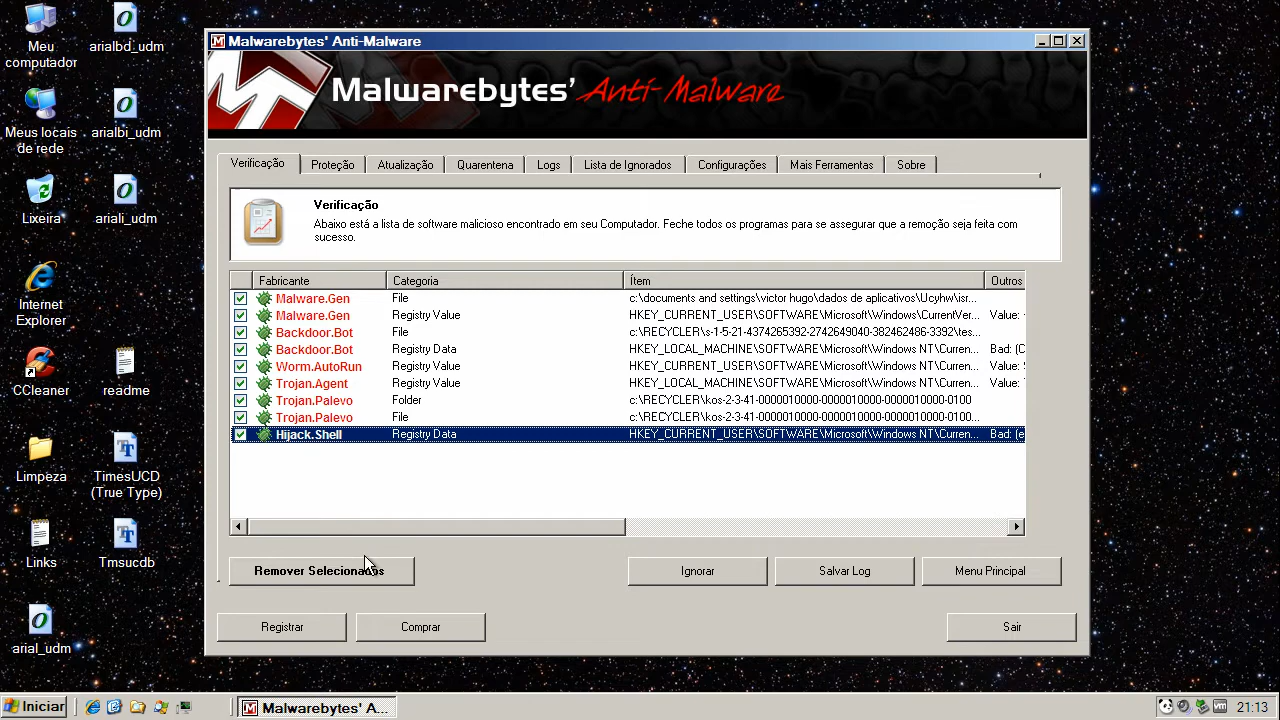 Meu
computador
arialbd_udm
Meus locais
de rede
arialbi_udm
Lixeira
ariali_udm
Internet
Explorer
CCleaner
readme
Limpeza
TimesUCD
(True Type)
Links
Tmsucdb
arial_udm
Malwarebytes' Anti-Malware
Malwarebytes' Anti-Malware
Verificação Proteção Atualização Quarentena Logs Lista de Ignorados Configurações Mais Ferramentas Sobre
Verificação
Abaixo está a lista de software malicioso encontrado em seu Computador. Feche todos os programas para se assegurar que a remoção seja feita com
sucesso.
Fabricante Categoria Ítem Outros
Malware.Gen File c:\documents and settings\victor hugo\dados de aplicativos\Ucyhw\isr...
Malware.Gen Registry Value HKEY_CURRENT_USER\SOFTWARE\Microsoft\Windows\CurrentVer... Value:
Backdoor.Bot File c:\RECYCLER\s-1-5-21-4374265392-2742649040-382462486-3392\tes...
Backdoor.Bot Registry Data HKEY_LOCAL_MACHINE\SOFTWARE\Microsoft\Windows NT\Curren... Bad: (C
Worm.AutoRun Registry Value HKEY_CURRENT_USER\SOFTWARE\Microsoft\Windows NT\Curren... Value:
Trojan.Agent Registry Value HKEY_LOCAL_MACHINE\SOFTWARE\Microsoft\Windows NT\Curren... Value:
Trojan.Palevo Folder c:\RECYCLER\kos-2-3-41-0000010000-0000010000-0000010000-0100
Trojan.Palevo File c:\RECYCLER\kos-2-3-41-0000010000-0000010000-0000010000-0100
Hijack.Shell Registry Data HKEY_CURRENT_USER\SOFTWARE\Microsoft\Windows NT\Curren... Bad: (e
Remover Selecionados Ignorar Salvar Log Menu Principal
Registrar Comprar Sair
Iniciar Malwarebytes' A... 21:13